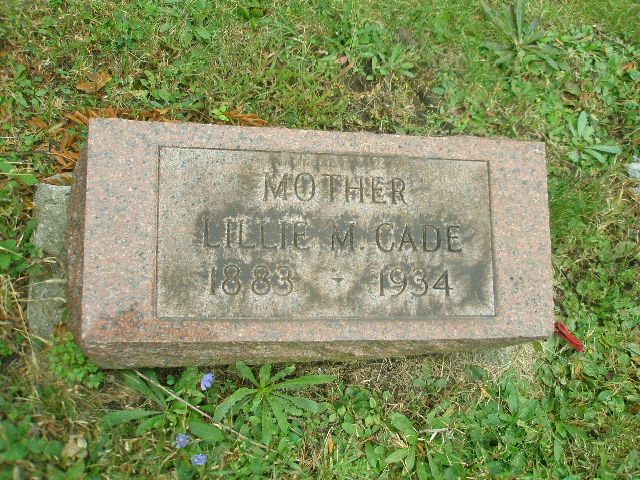 MOTHER
LILLIE M. CADE
1883 - 1934